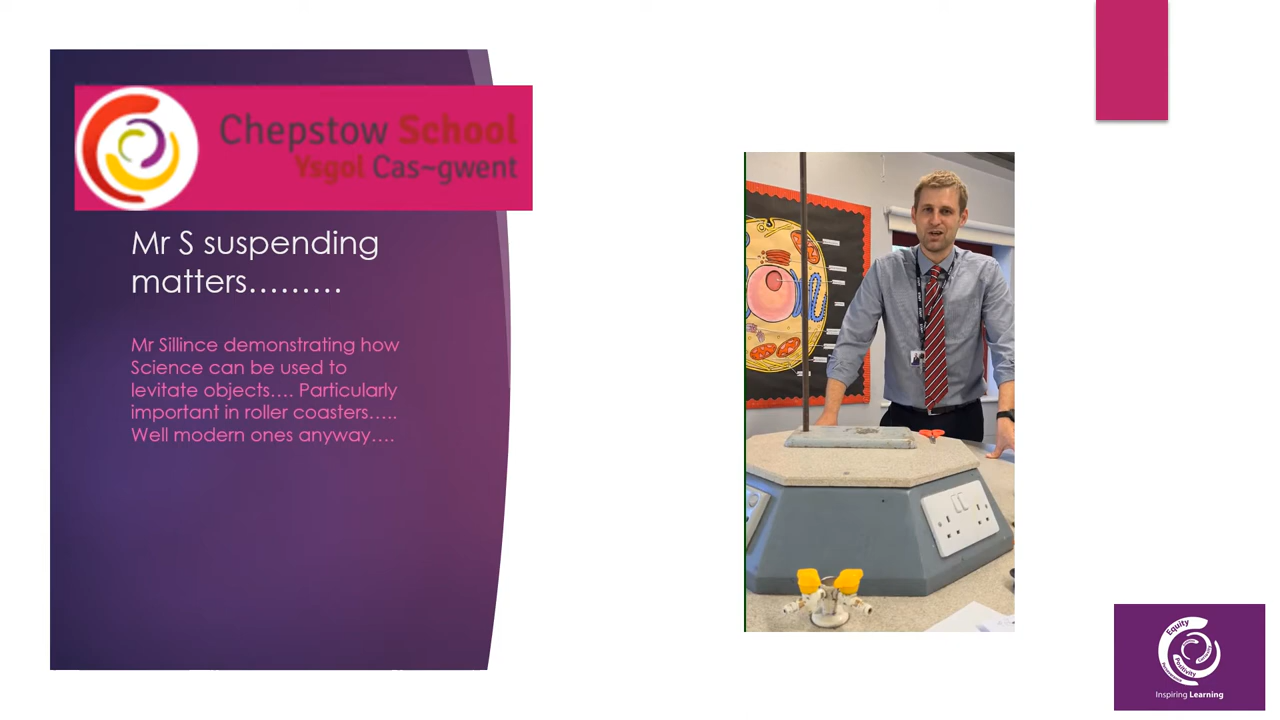 Chepstow School
Ysgol Cas~gwent
Mr S suspending
matters.........
Mr Sillince demonstrating how
Science can be used to
levitate objects.... Particularly
important in roller coasters.....
Well modern ones anyway....
Equity
Positivity
Inspiring Learning